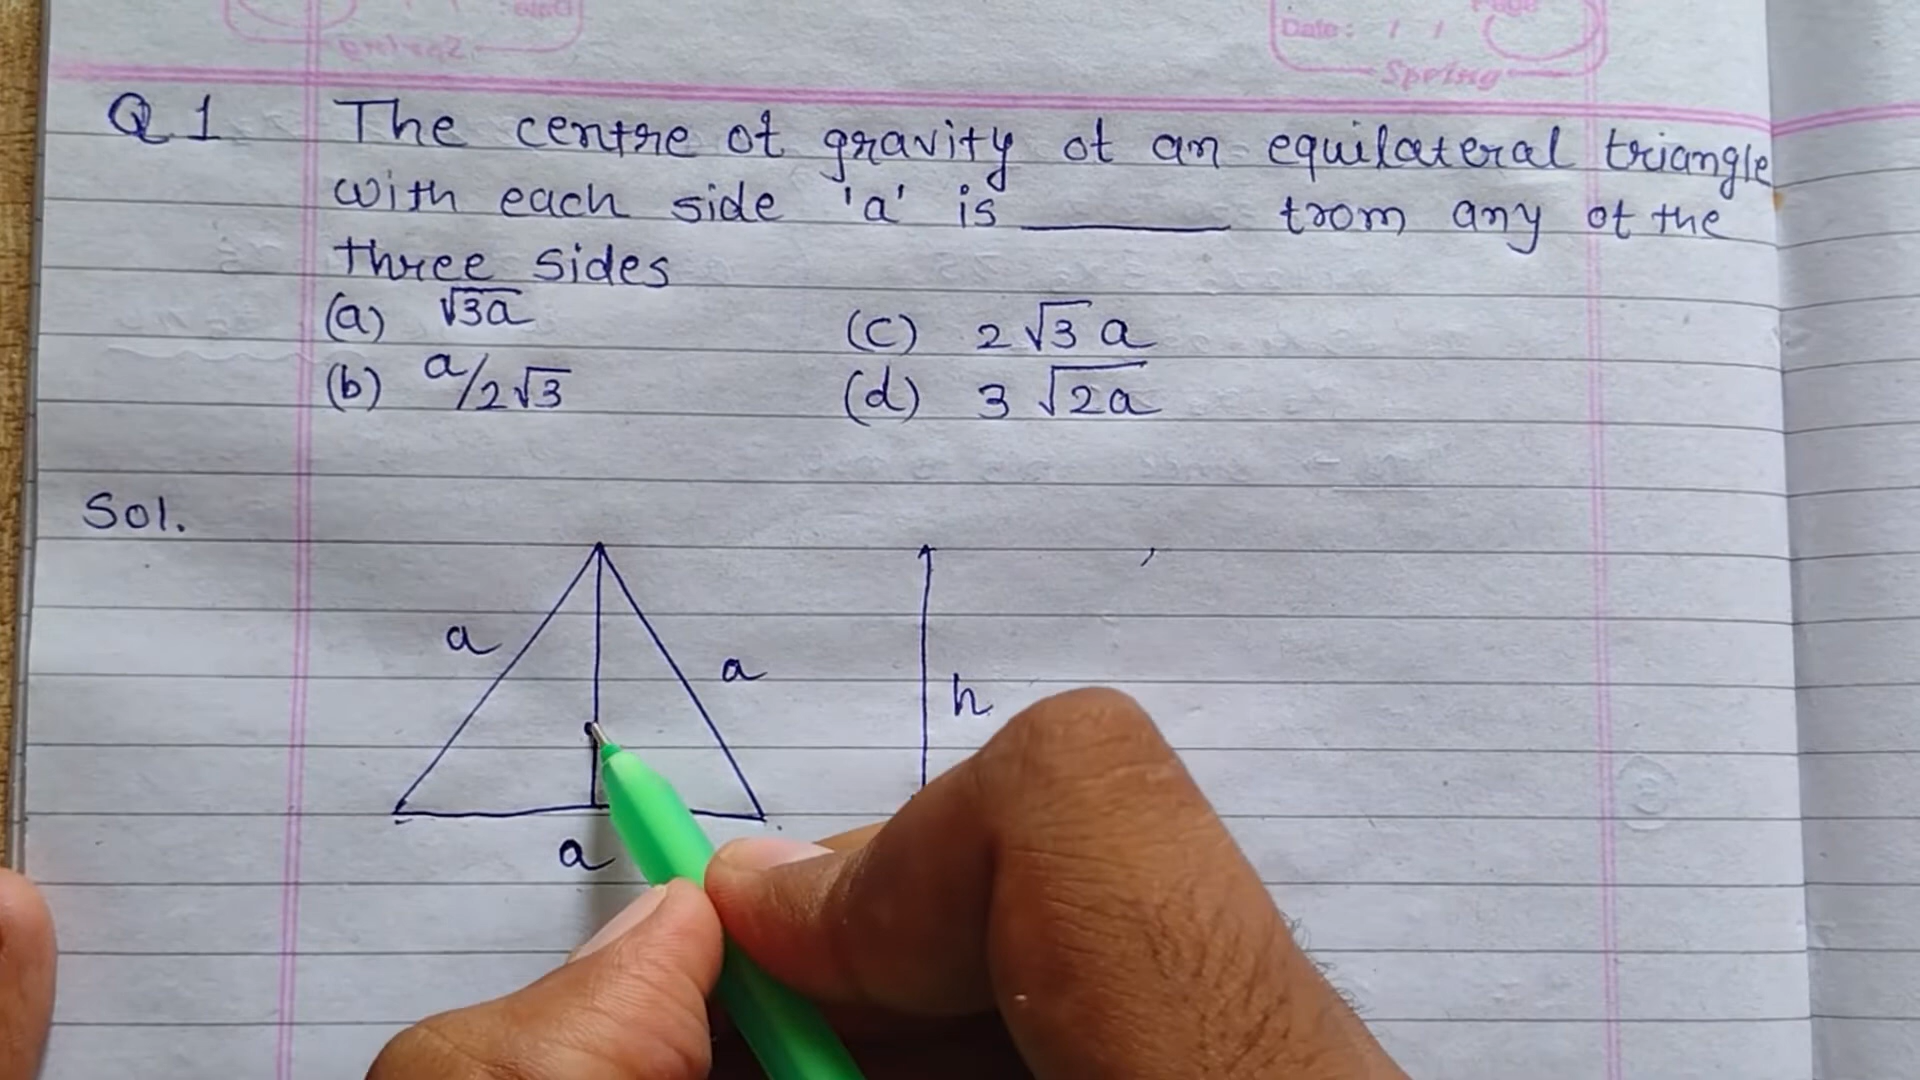 Date: / / Page
Spring
Q 1 The centre of gravity of an equilateral triangle
with each side 'a' is ______ from any of the
three sides
(a) √3a (c) 2√3 a
(b) a/2√3 (d) 3 √2a
Sol.
a
a
h
a